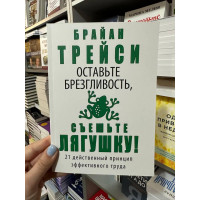 БРАЙАН
ТРЕЙСИ
ОСТАВЬТЕ
БРЕЗГЛИВОСТЬ,
СЪЕШЬТЕ
ЛЯГУШКУ!
21 действенный принцип
эффективного труда